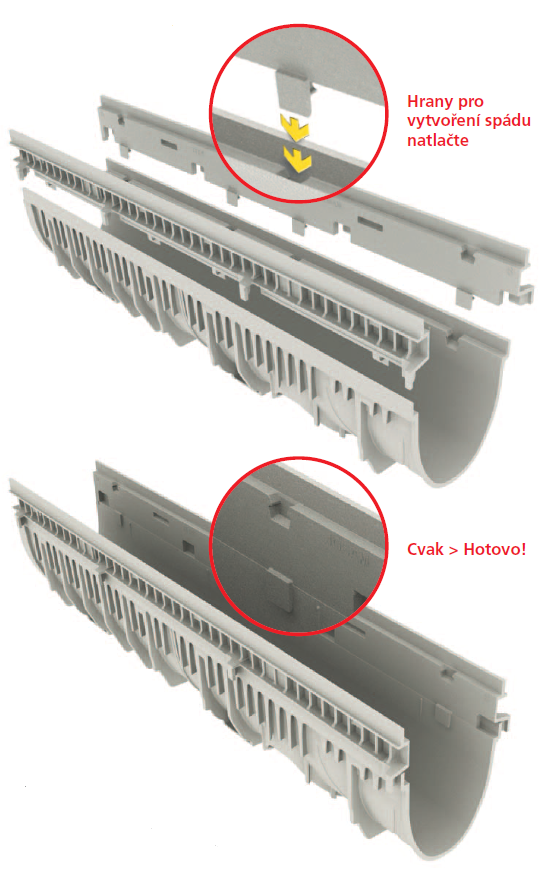 Hrany pro
vytvoření spádu
natlačte
Cvak > Hotovo!